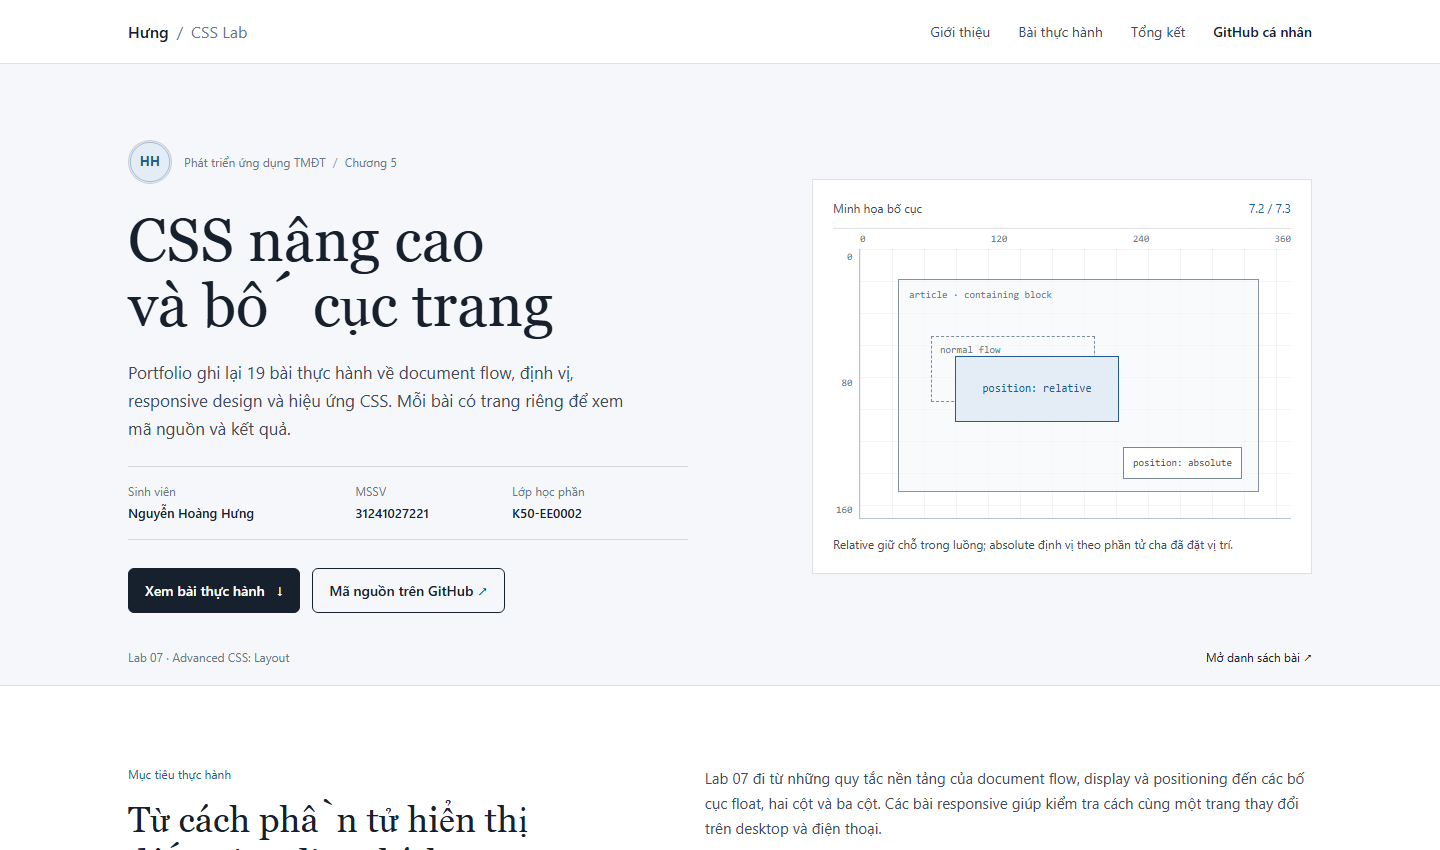 Hưng / CSS Lab
Giới thiệu
Bài thực hành
Tổng kết
GitHub cá nhân
HH
Phát triển ứng dụng TMĐT / Chương 5
CSS nâng cao
và bố cục trang
Portfolio ghi lại 19 bài thực hành về document flow, định vị,
responsive design và hiệu ứng CSS. Mỗi bài có trang riêng để xem
mã nguồn và kết quả.
Sinh viên
Nguyễn Hoàng Hưng
MSSV
31241027221
Lớp học phần
K50-EE0002
Xem bài thực hành ↓
Mã nguồn trên GitHub ↗
Minh họa bố cục
7.2 / 7.3
0 120 240 360
0
80
160
article · containing block
normal flow
position: relative
position: absolute
Relative giữ chỗ trong luồng; absolute định vị theo phần tử cha đã đặt vị trí.
Lab 07 · Advanced CSS: Layout
Mở danh sách bài ↗
Mục tiêu thực hành
Từ cách phần tử hiển thị
Lab 07 đi từ những quy tắc nền tảng của document flow, display và positioning đến các bố
cục float, hai cột và ba cột. Các bài responsive giúp kiểm tra cách cùng một trang thay đổi
trên desktop và điện thoại.